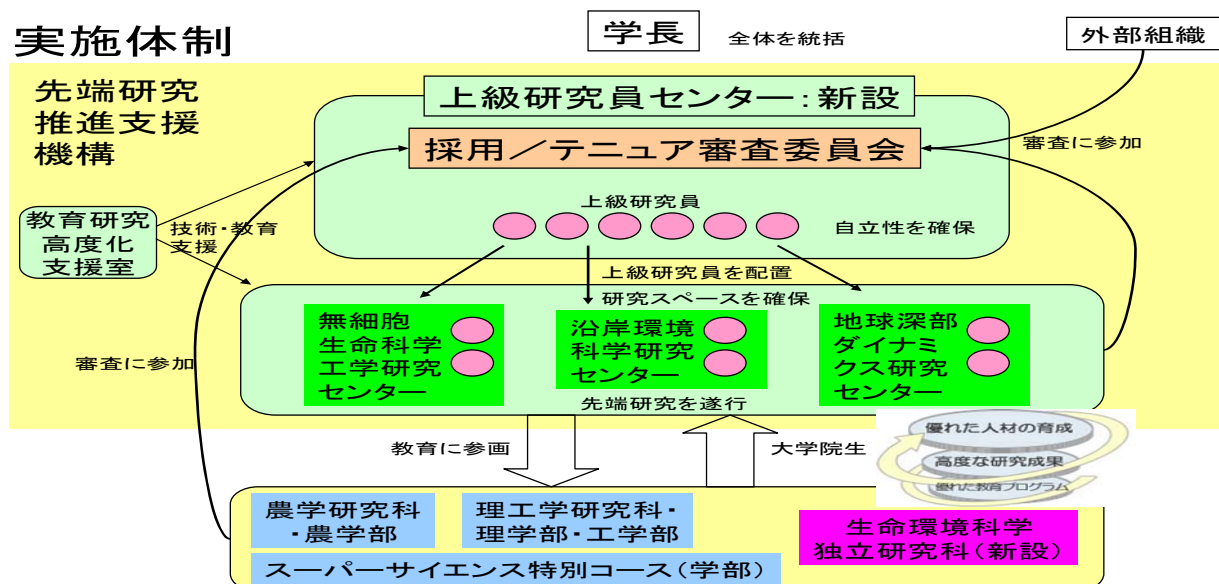 実施体制
学長
全体を統括
外部組織
先端研究
推進支援
機構
上級研究員センター：新設
採用／テニュア審査委員会
審査に参加
上級研究員
自立性を確保
教育研究
高度化
支援室
技術・教育
支援
上級研究員を配置
研究スペースを確保
無細胞
生命科学
工学研究
センター
沿岸環境
科学研究
センター
地球深部
ダイナミ
クス研究
センター
審査に参加
先端研究を遂行
教育に参画
大学院生
優れた人材の育成
高度な研究成果
優れた教育プログラム
農学研究科
・農学部
理工学研究科・
理学部・工学部
生命環境科学
独立研究科（新設）
スーパーサイエンス特別コース（学部）